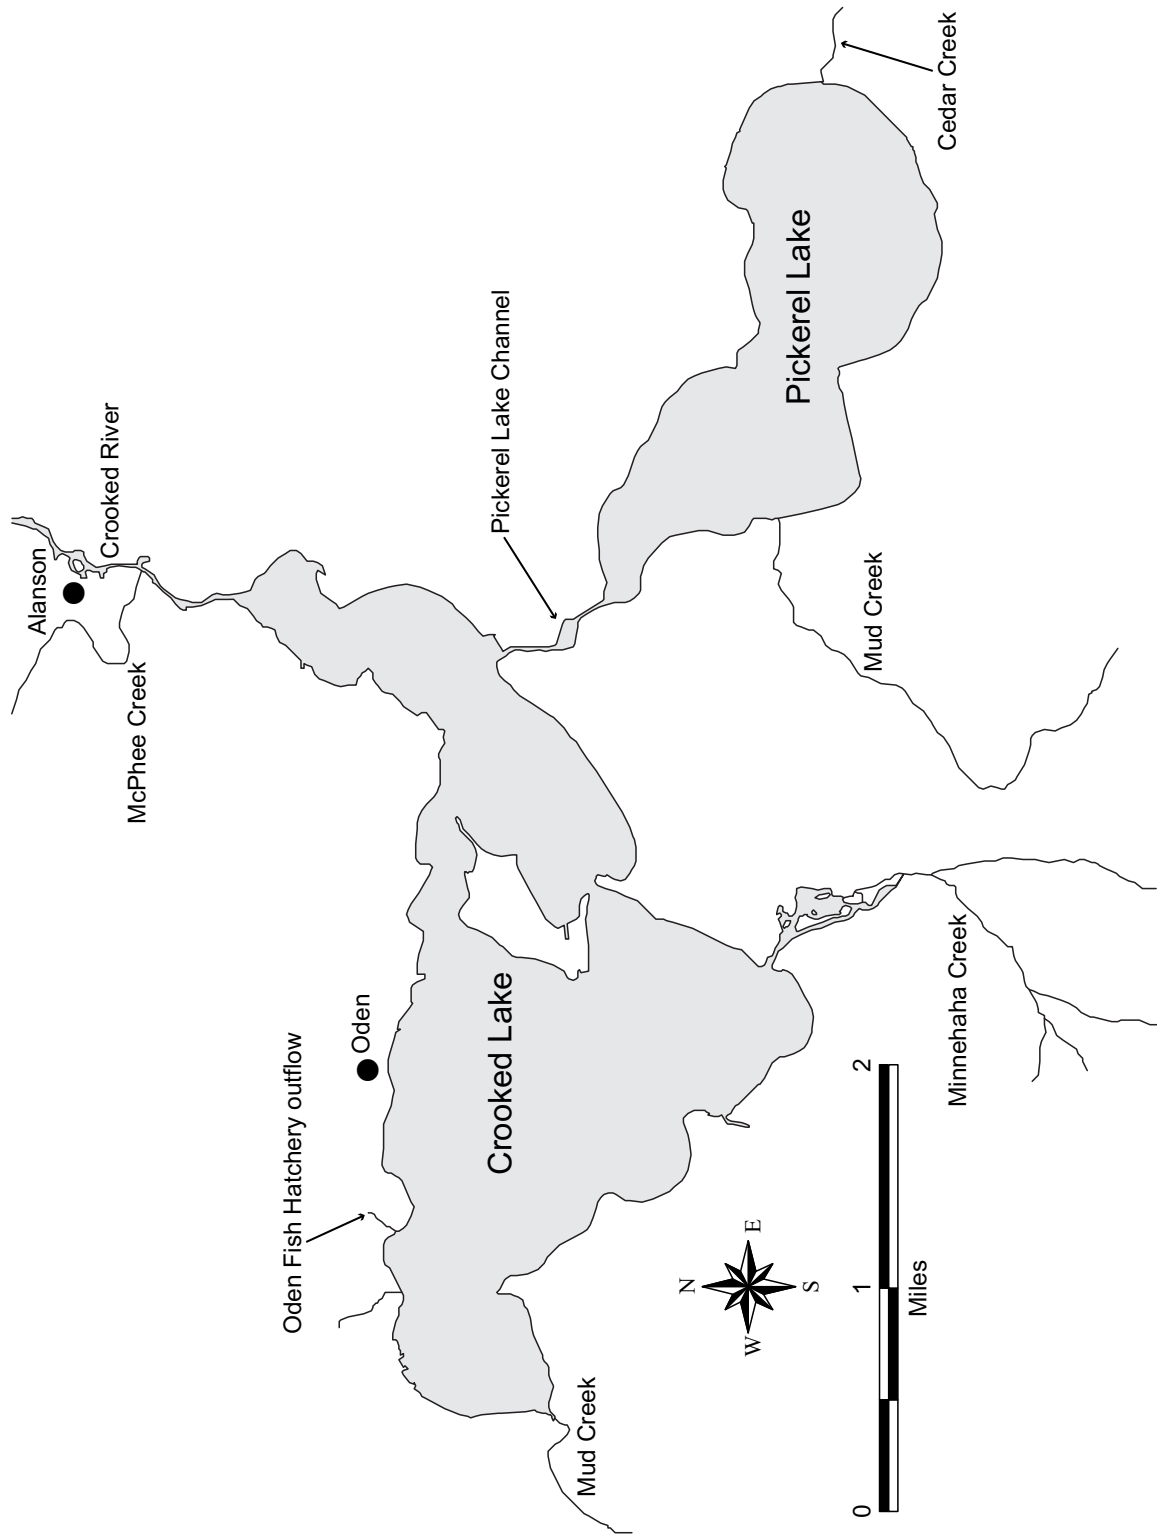 Alanson
Crooked River
McPhee Creek
Pickerel Lake Channel
Cedar Creek
Pickerel Lake
Mud Creek
Oden
Oden Fish Hatchery outflow
Crooked Lake
Minnehaha Creek
Mud Creek
N
W
E
S
0
1
2
Miles